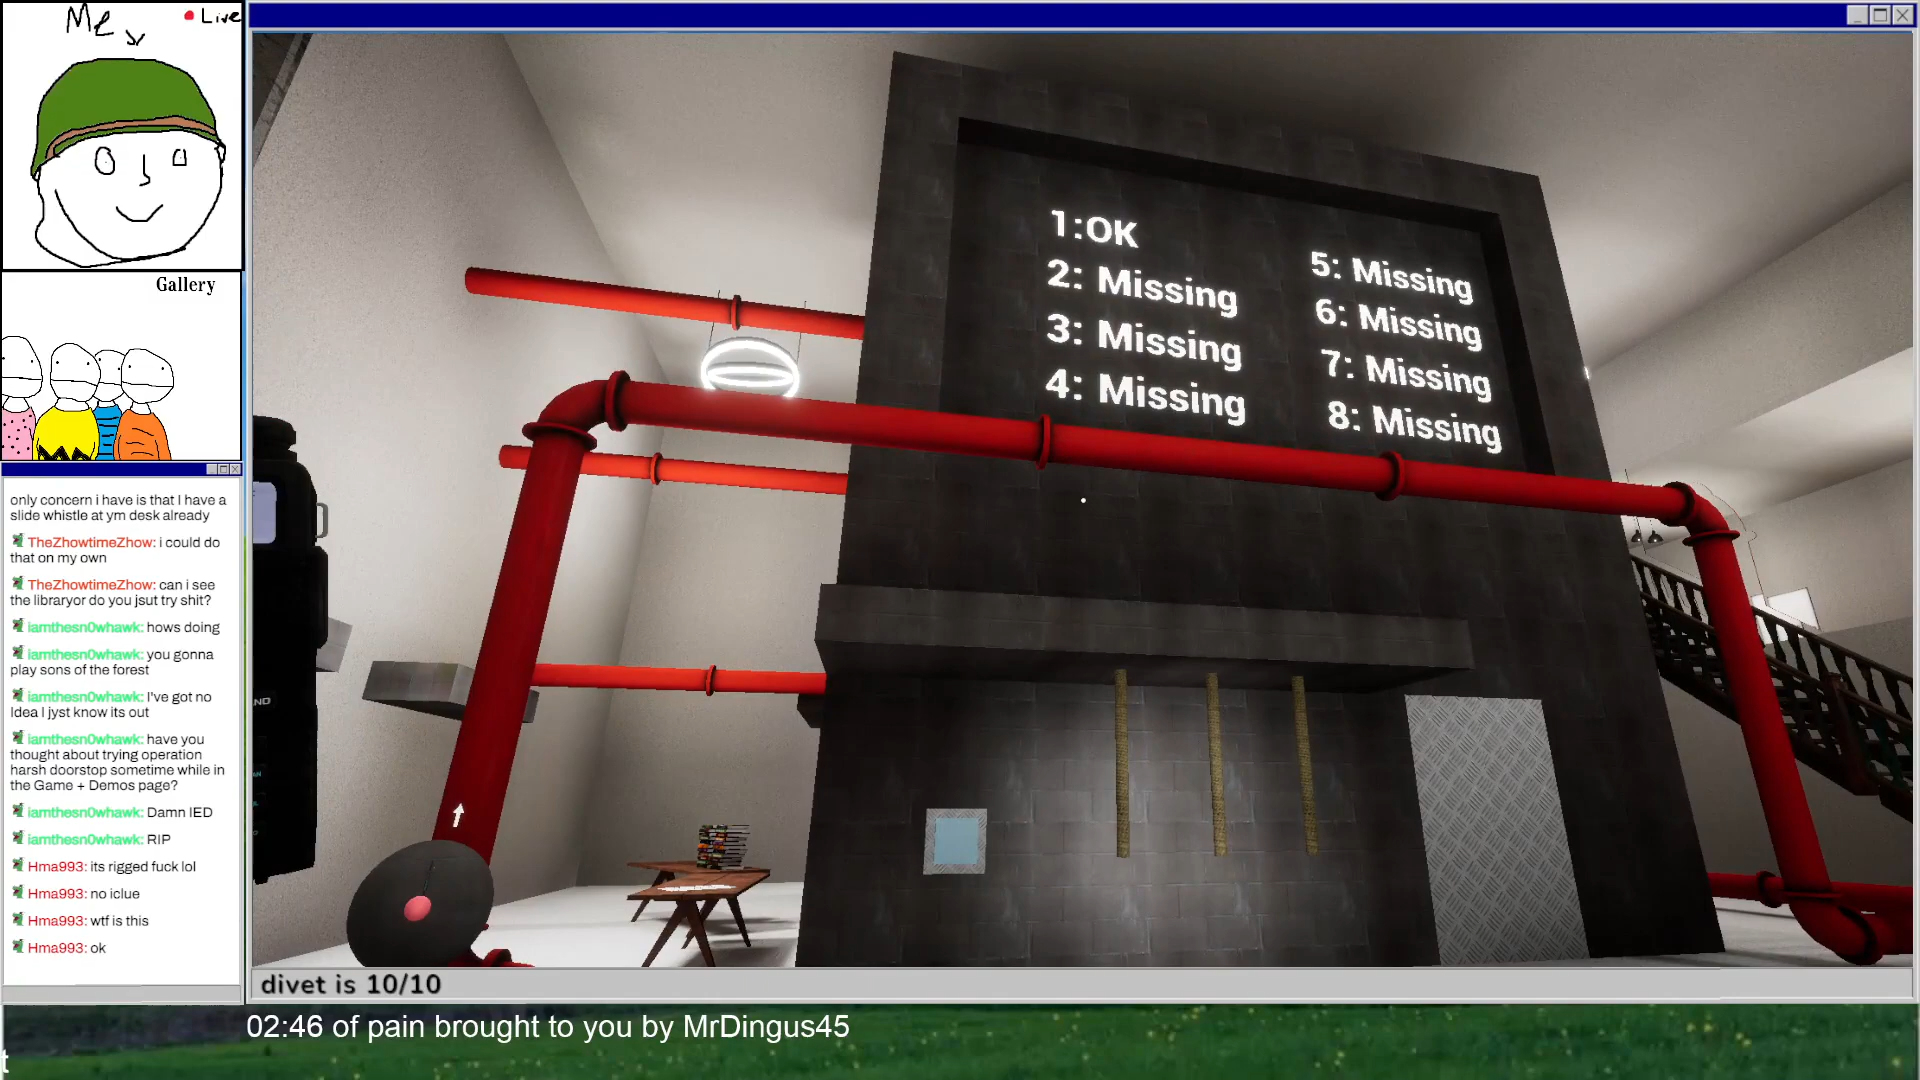 Me
Live
Gallery
only concern i have is that I have a
slide whistle at ym desk already
TheZhowtimeZhow: i could do
that on my own
TheZhowtimeZhow: can i see
the libraryor do you jsut try shit?
iamthesn0whawk: hows doing
iamthesn0whawk: you gonna
play sons of the forest
iamthesn0whawk: I've got no
Idea I jyst know its out
iamthesn0whawk: have you
thought about trying operation
harsh doorstop sometime while in
the Game + Demos page?
iamthesn0whawk: Damn IED
iamthesn0whawk: RIP
Hma993: its rigged fuck lol
Hma993: no iclue
Hma993: wtf is this
Hma993: ok
1:OK
2: Missing
3: Missing
4: Missing
5: Missing
6: Missing
7: Missing
8: Missing
divet is 10/10
02:46 of pain brought to you by MrDingus45
t